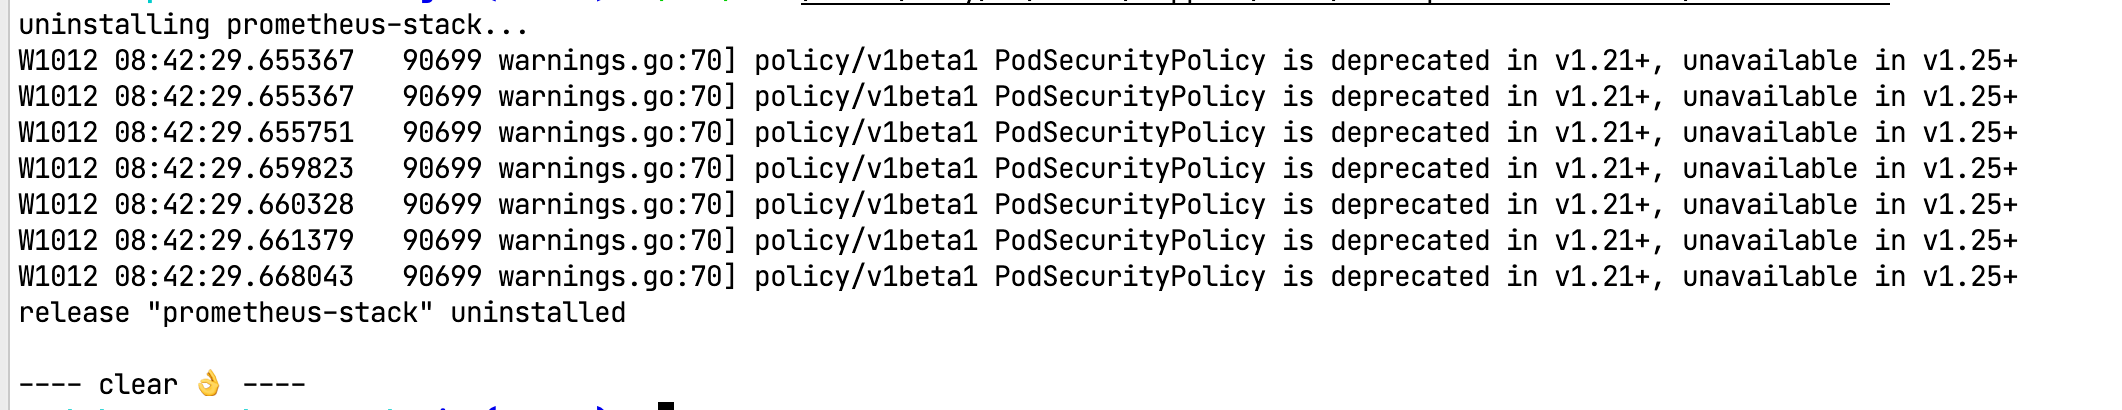 uninstalling prometheus-stack...
W1012 08:42:29.655367   90699 warnings.go:70] policy/v1beta1 PodSecurityPolicy is deprecated in v1.21+, unavailable in v1.25+
W1012 08:42:29.655367   90699 warnings.go:70] policy/v1beta1 PodSecurityPolicy is deprecated in v1.21+, unavailable in v1.25+
W1012 08:42:29.655751   90699 warnings.go:70] policy/v1beta1 PodSecurityPolicy is deprecated in v1.21+, unavailable in v1.25+
W1012 08:42:29.659823   90699 warnings.go:70] policy/v1beta1 PodSecurityPolicy is deprecated in v1.21+, unavailable in v1.25+
W1012 08:42:29.660328   90699 warnings.go:70] policy/v1beta1 PodSecurityPolicy is deprecated in v1.21+, unavailable in v1.25+
W1012 08:42:29.661379   90699 warnings.go:70] policy/v1beta1 PodSecurityPolicy is deprecated in v1.21+, unavailable in v1.25+
W1012 08:42:29.668043   90699 warnings.go:70] policy/v1beta1 PodSecurityPolicy is deprecated in v1.21+, unavailable in v1.25+
release "prometheus-stack" uninstalled
---- clear 👌 ----